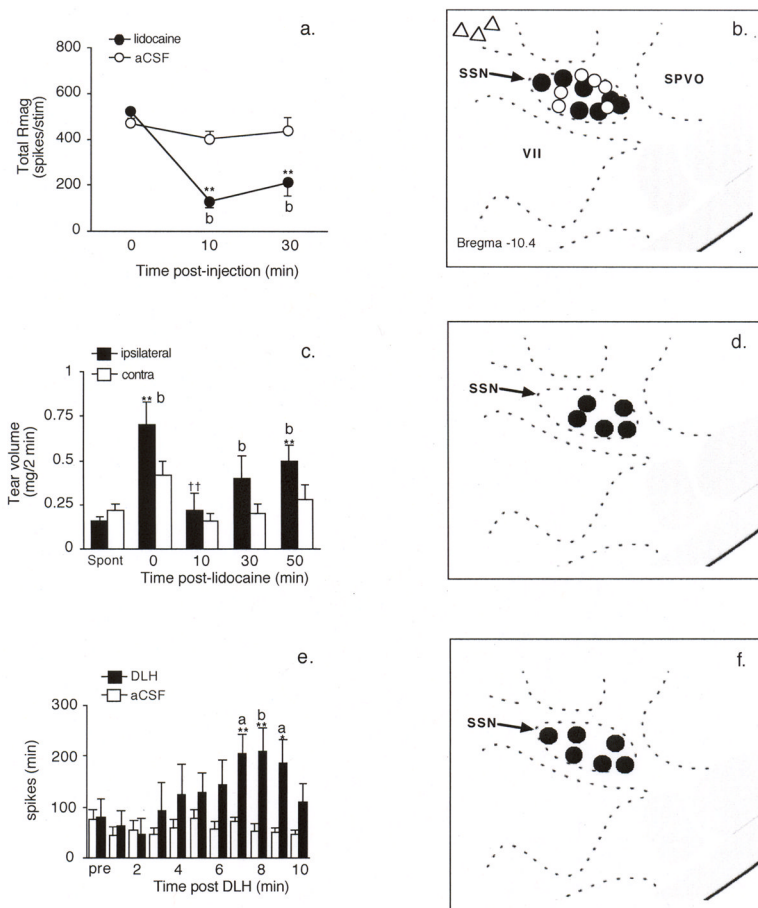 a.
lidocaine
aCSF
800
600
400
200
0
Total Rmag
(spikes/stim)
**
b
**
b
0 10 30
Time post-injection (min)
b.
SSN
SPVO
VII
Bregma -10.4
c.
ipsilateral
contra
1
0.75
0.5
0.25
0
Tear volume
(mg/2 min)
** b
††
b
b
**
Spont 0 10 30 50
Time post-lidocaine (min)
d.
SSN
e.
DLH
aCSF
300
200
100
0
spikes (min)
a
**
b
**
a
*
pre 2 4 6 8 10
Time post DLH (min)
f.
SSN